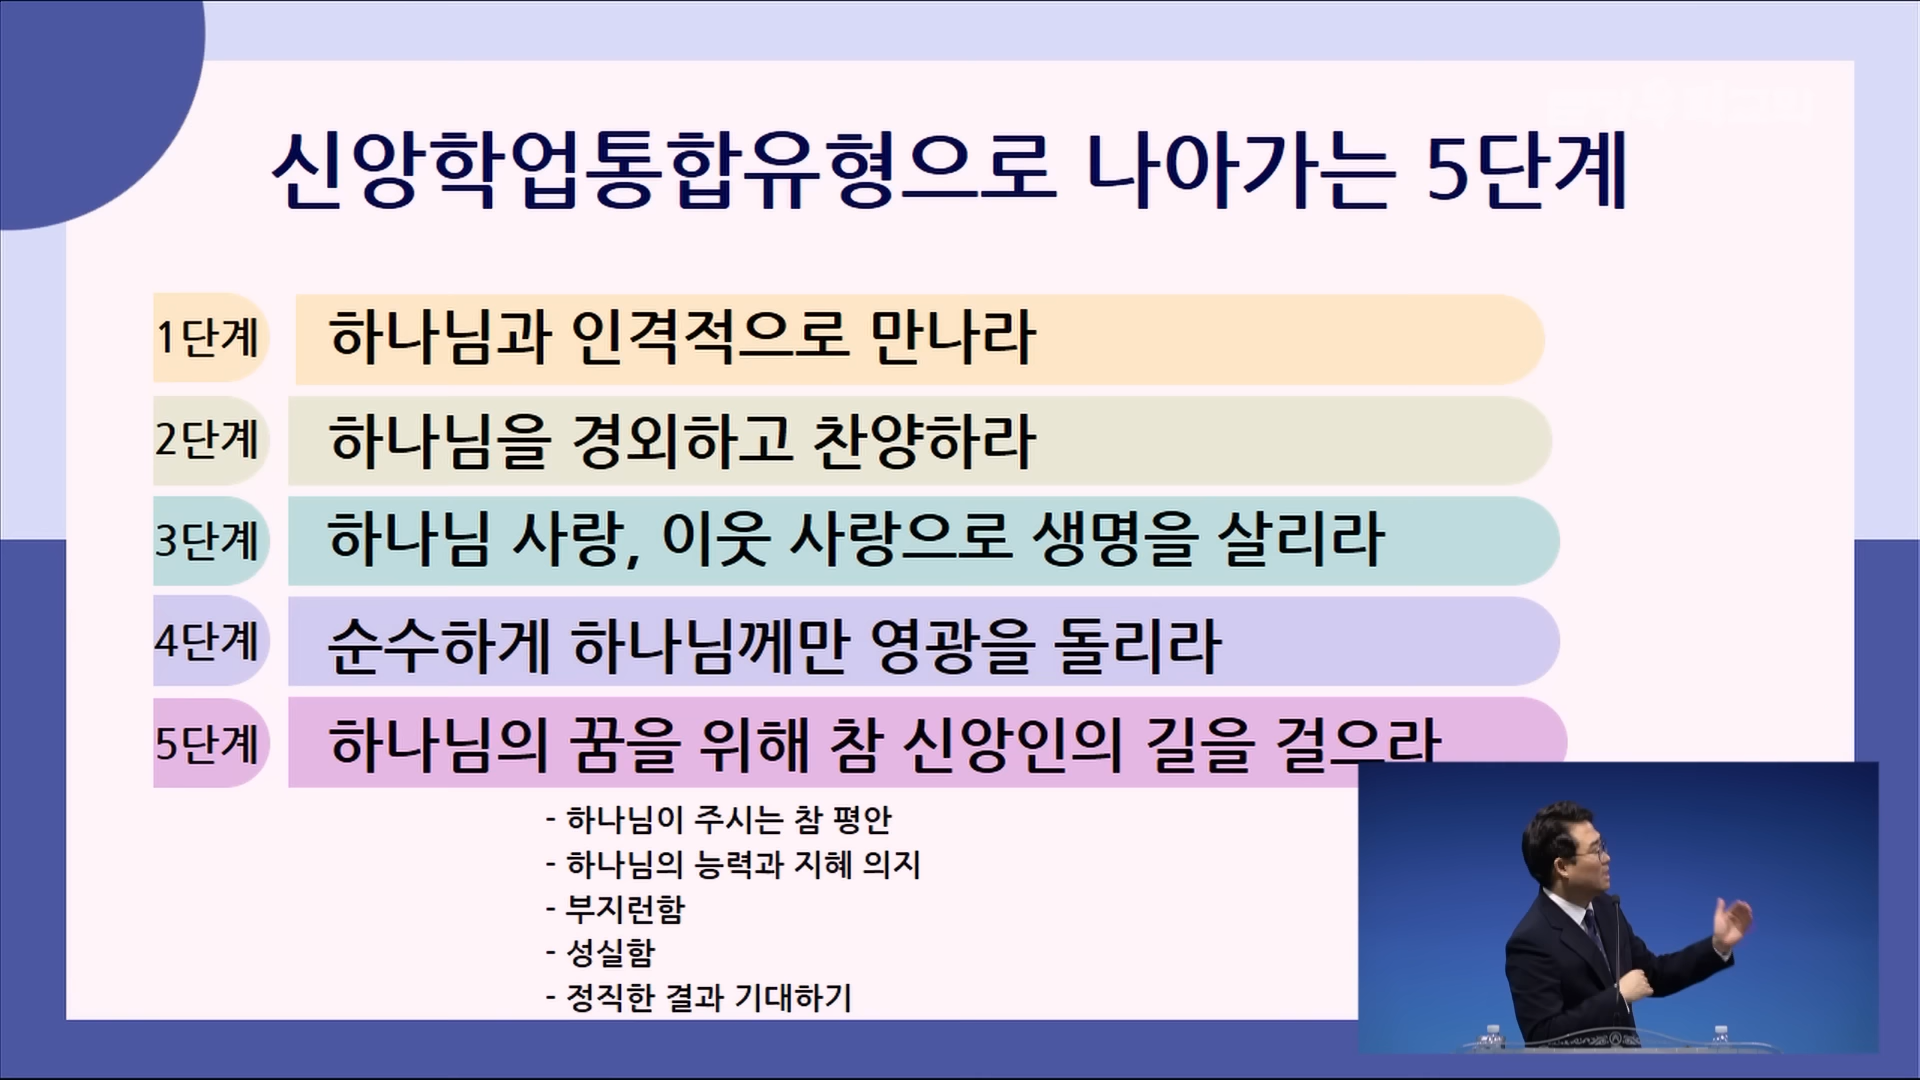 신앙학업통합유형으로 나아가는 5단계
1단계 하나님과 인격적으로 만나라
2단계 하나님을 경외하고 찬양하라
3단계 하나님 사랑, 이웃 사랑으로 생명을 살리라
4단계 순수하게 하나님께만 영광을 돌리라
5단계 하나님의 꿈을 위해 참 신앙인의 길을 걸으라
- 하나님이 주시는 참 평안
- 하나님의 능력과 지혜 의지
- 부지런함
- 성실함
- 정직한 결과 기대하기